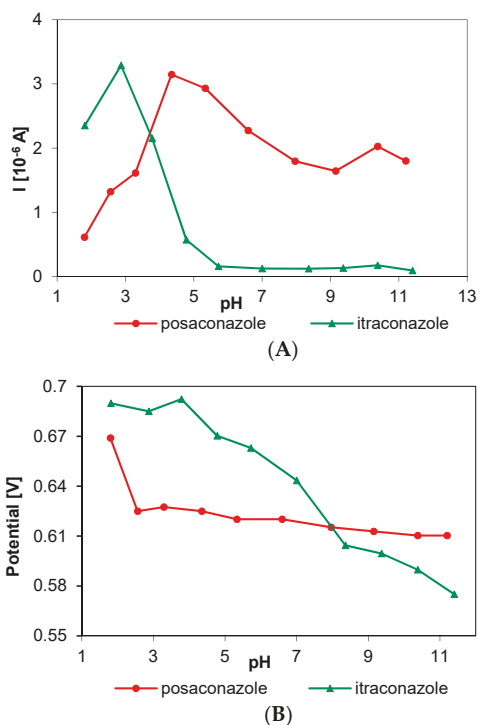 4
3
2
1
0
I [10⁻⁶ A]
1 3 5 7 9 11 13
pH
posaconazole itraconazole
(A)
0.7
0.67
0.64
0.61
0.58
0.55
Potential [V]
1 3 5 7 9 11
pH
posaconazole itraconazole
(B)